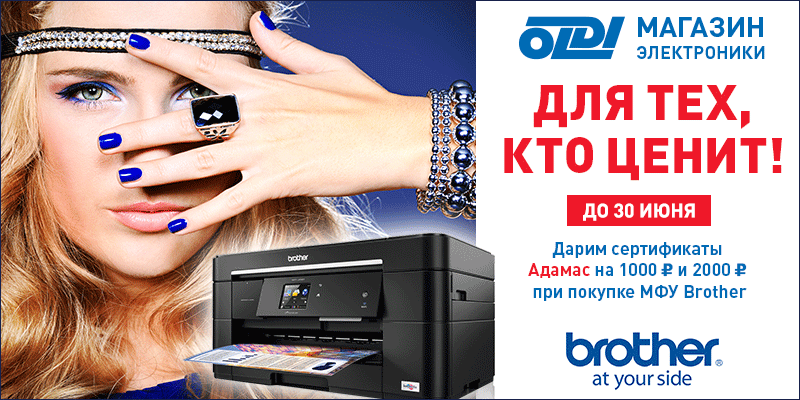 OLDI МАГАЗИН
ЭЛЕКТРОНИКИ
ДЛЯ ТЕХ,
КТО ЦЕНИТ!
ДО 30 ИЮНЯ
Дарим сертификаты
Адамас на 1000 ₽ и 2000 ₽
при покупке МФУ Brother
brother
brother®
at your side